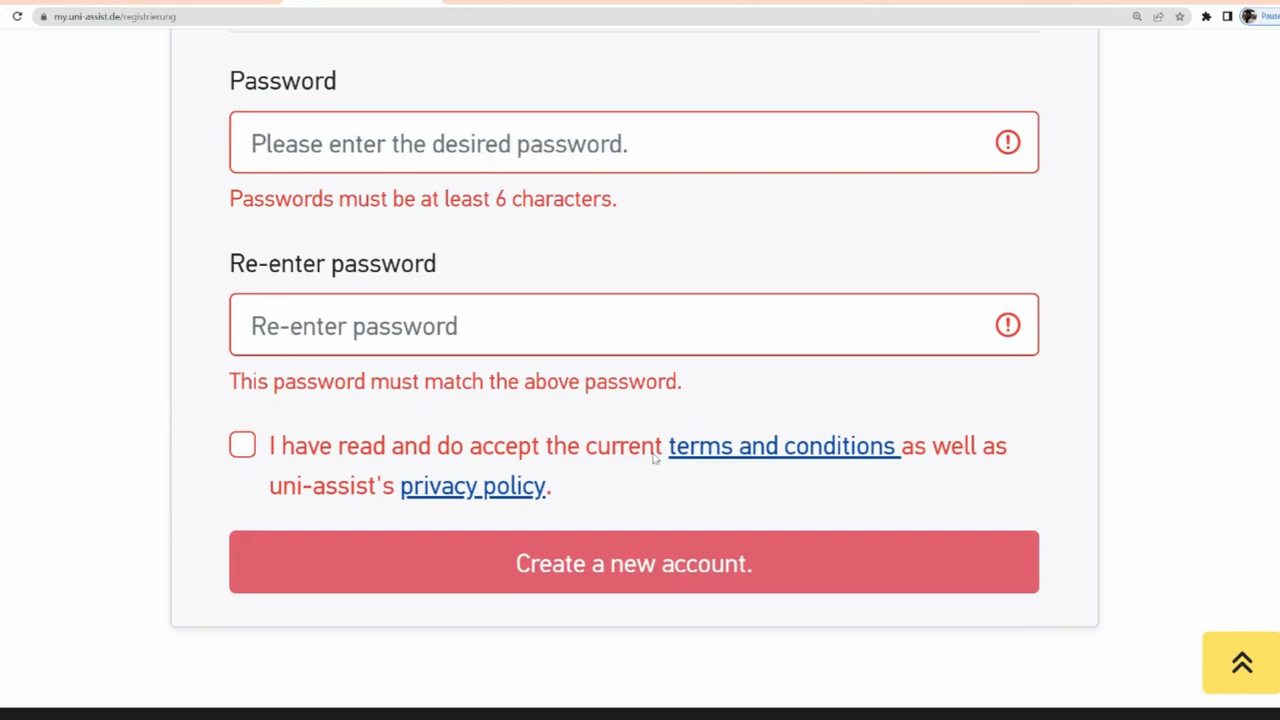 my.uni-assist.de/registrierung
Pause
Password
Please enter the desired password.
Passwords must be at least 6 characters.
Re-enter password
Re-enter password
This password must match the above password.
I have read and do accept the current terms and conditions as well as
uni-assist's privacy policy.
Create a new account.